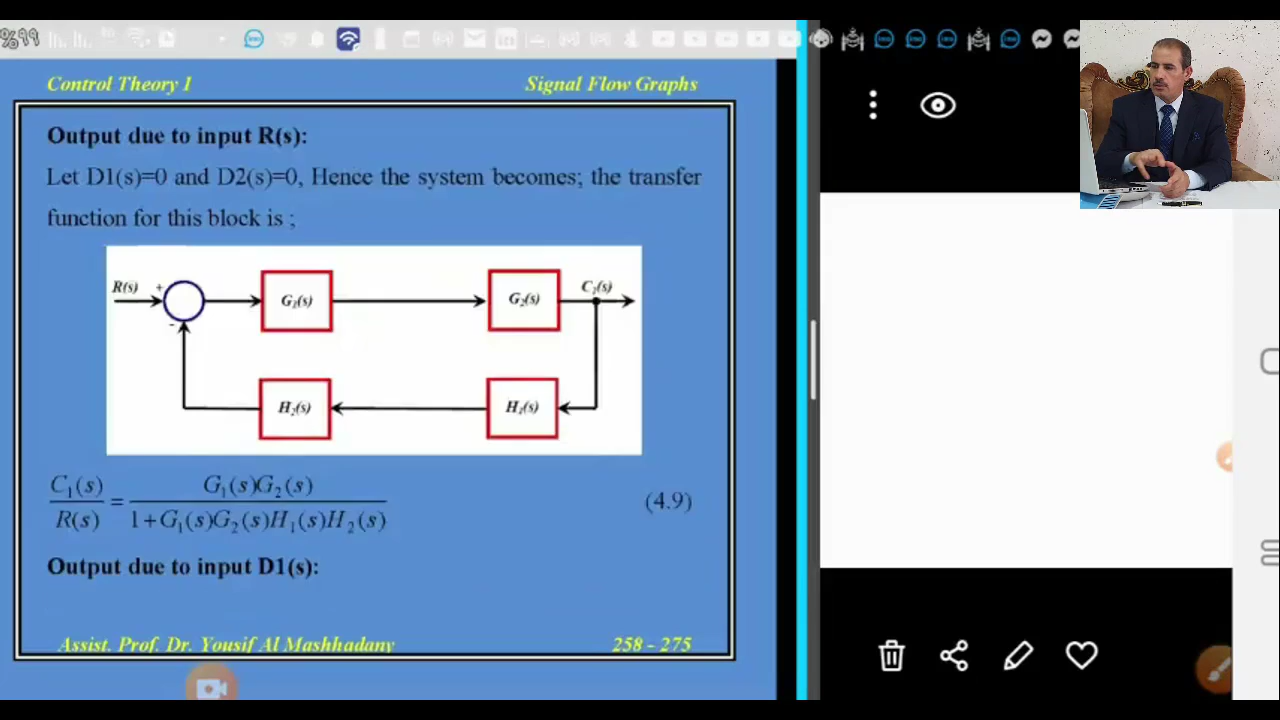 %99
Control Theory I
Signal Flow Graphs
Output due to input R(s):
Let D1(s)=0 and D2(s)=0, Hence the system becomes; the transfer
function for this block is ;
R(s) + G₁(s) G₂(s) C₁(s)
-
H₂(s) H₁(s)
C₁(s)/R(s) = G₁(s)G₂(s)/1+G₁(s)G₂(s)H₁(s)H₂(s) (4.9)
Output due to input D1(s):
Assist. Prof. Dr. Yousif Al Mashhadany
258 - 275